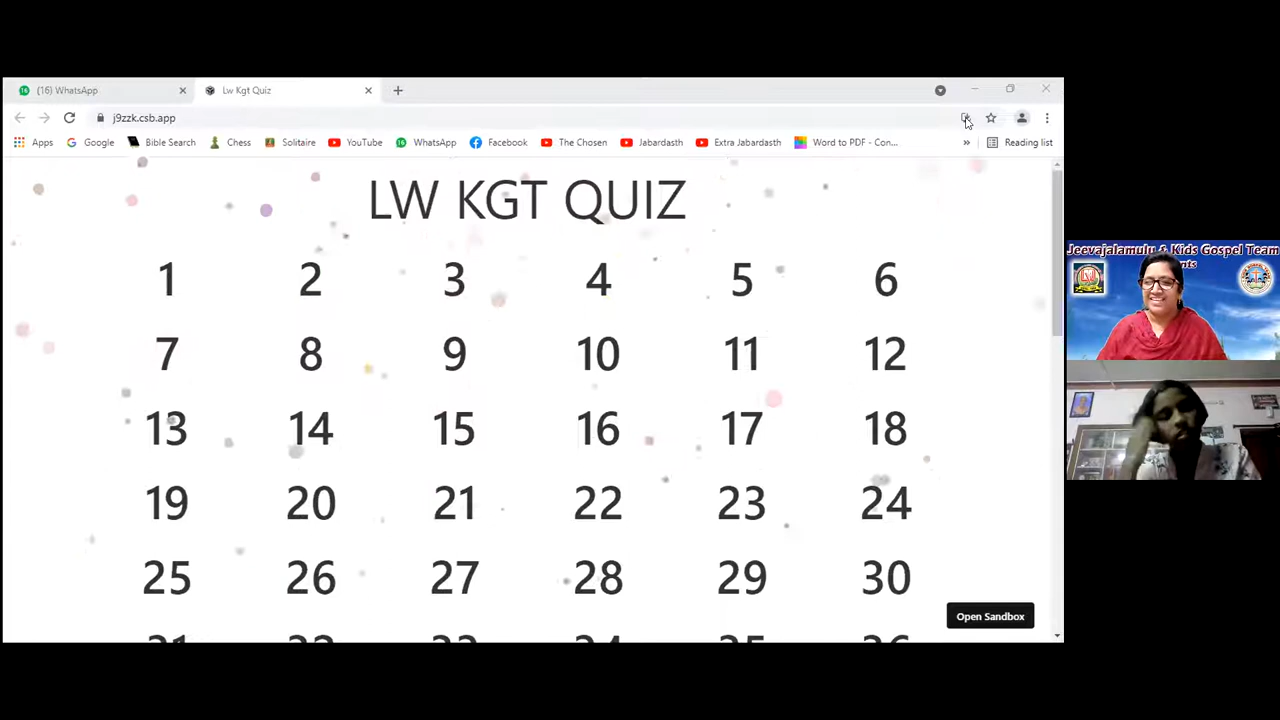 (16) WhatsApp
Lw Kgt Quiz
j9zzk.csb.app
Apps Google Bible Search Chess Solitaire YouTube WhatsApp Facebook The Chosen Jabardasth Extra Jabardasth Word to PDF - Con... » Reading list
LW KGT QUIZ
1 2 3 4 5 6
7 8 9 10 11 12
13 14 15 16 17 18
19 20 21 22 23 24
25 26 27 28 29 30
Open Sandbox
Jeevajalamulu & Kids Gospel Team